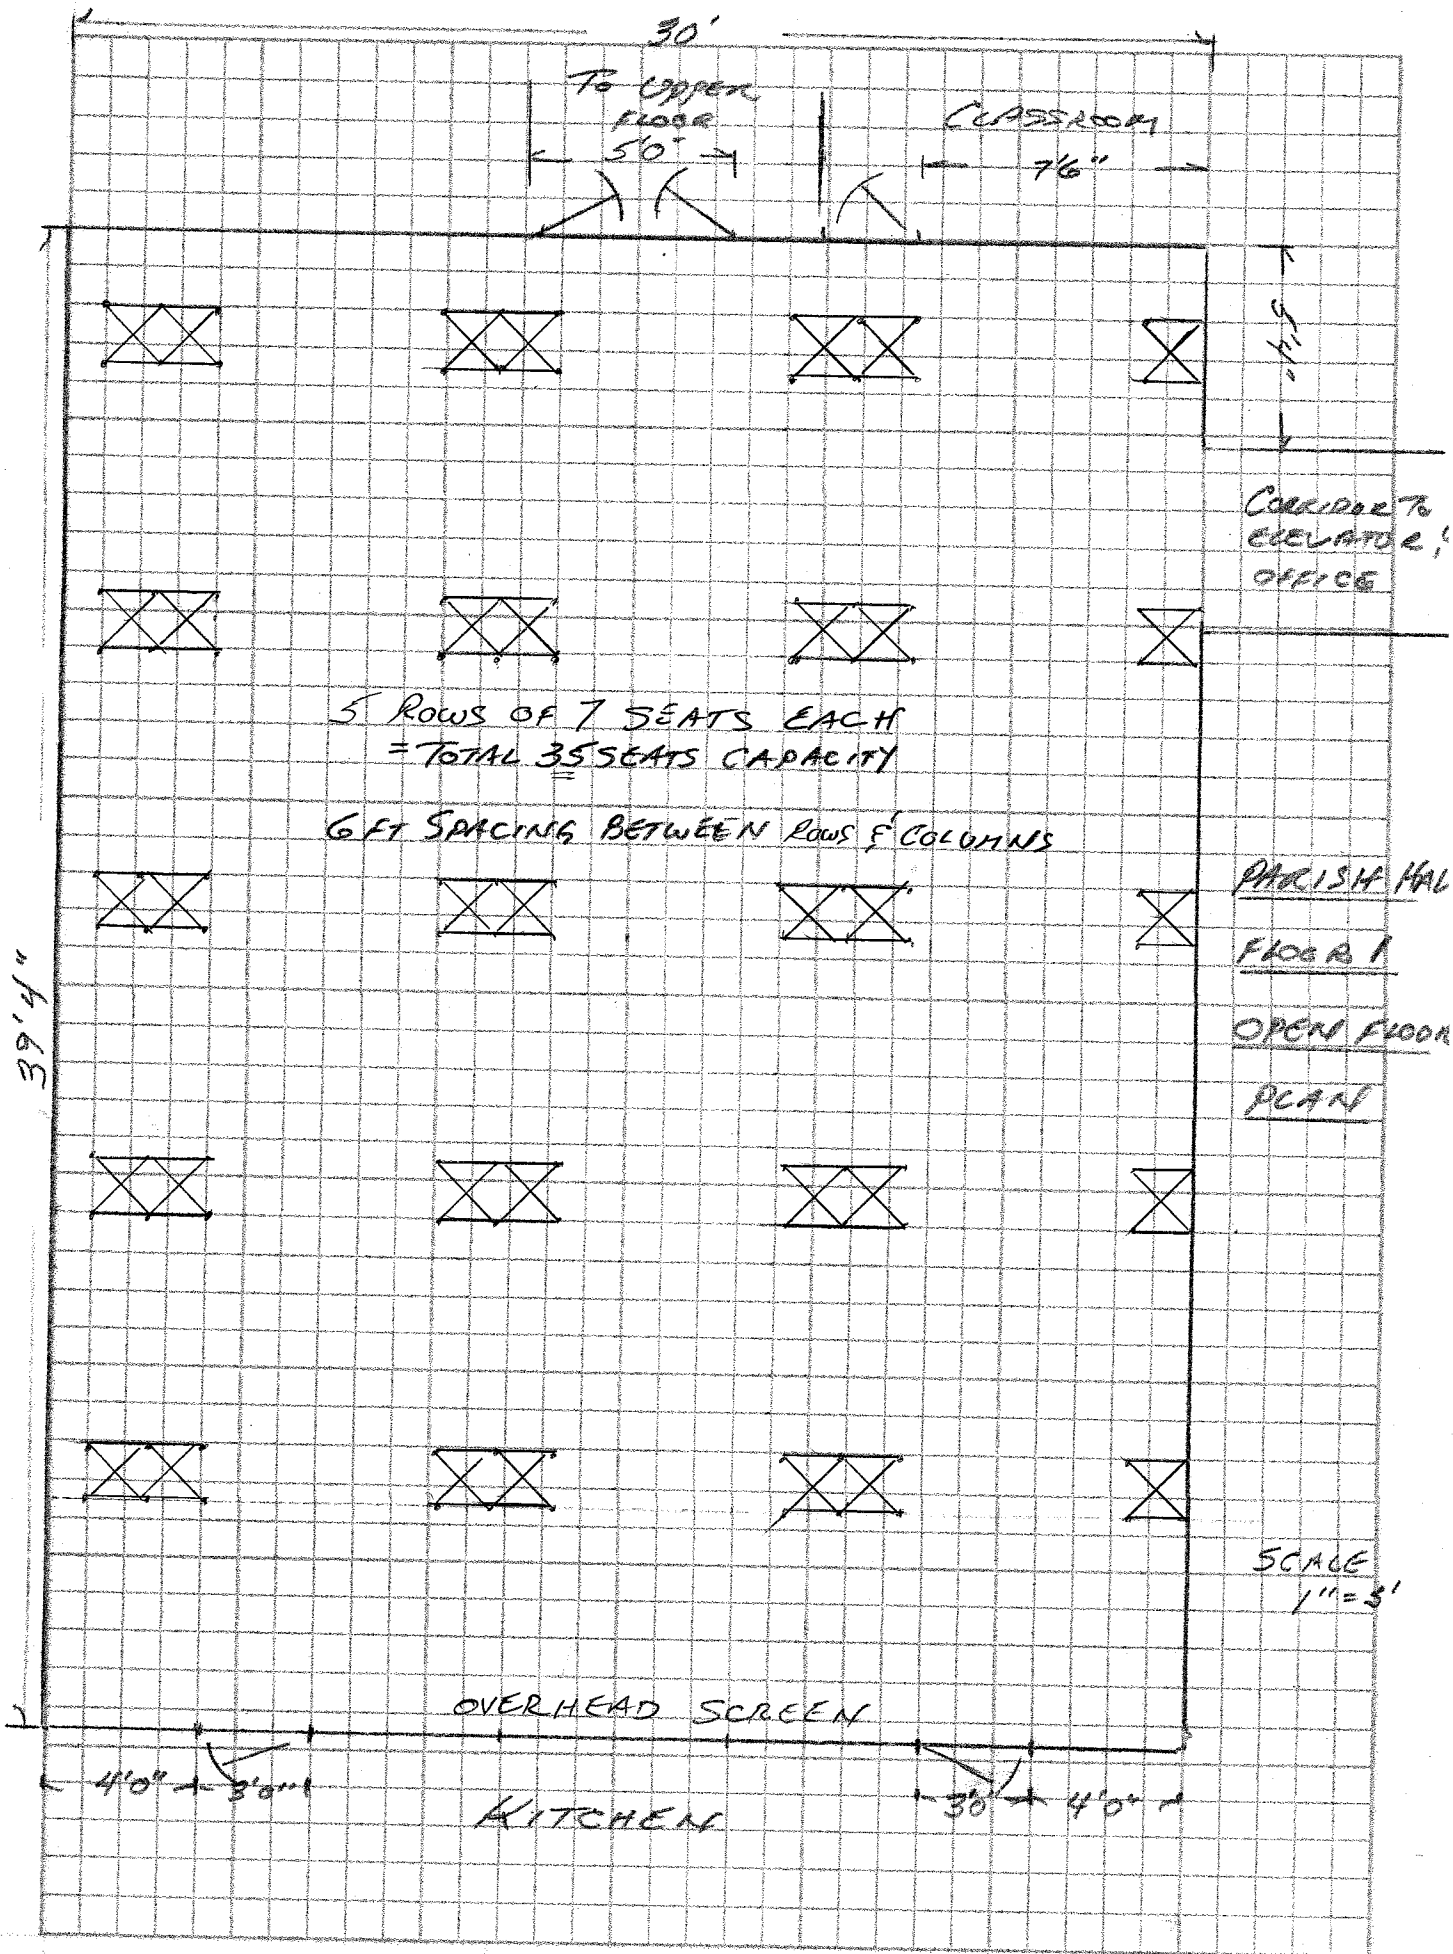 30'
To UPPER
FLOOR
5'0"
CLASSROOM
7'6"
5'4"
CORRIDOR TO
ELEVATOR &
OFFICE
5 ROWS OF 7 SEATS EACH
= TOTAL 35 SEATS CAPACITY
6 FT SPACING BETWEEN ROWS & COLUMNS
39'4"
PARISH HAL
FLOOR 1
OPEN FLOOR
PLAN
SCALE
OVERHEAD SCREEN
4'0" 3'0"
KITCHEN
3'0" 4'0"